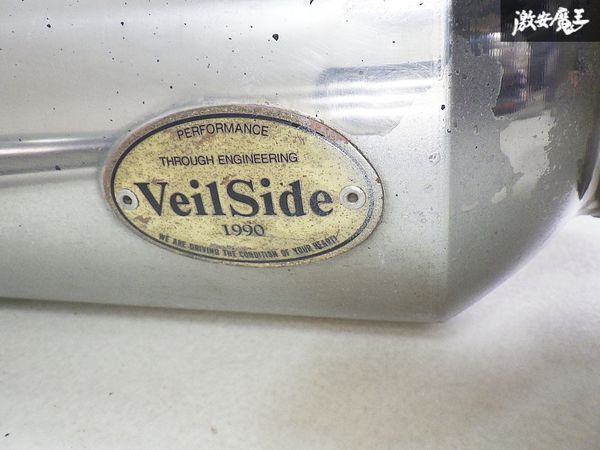 激安魔王
PERFORMANCE
THROUGH ENGINEERING
VeilSide
1990
WE ARE DRIVING THE CONDITION OF YOUR HEART!